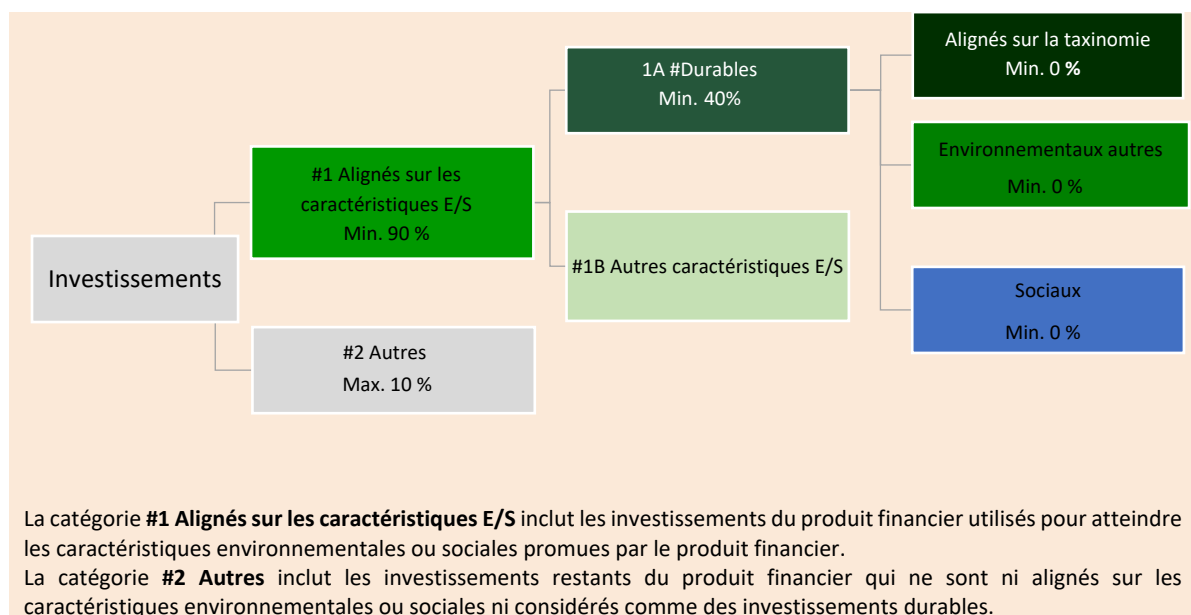 Investissements
#1 Alignés sur les
caractéristiques E/S
Min. 90 %
#2 Autres
Max. 10 %
1A #Durables
Min. 40%
#1B Autres caractéristiques E/S
Alignés sur la taxinomie
Min. 0 %
Environnementaux autres
Min. 0 %
Sociaux
Min. 0 %
La catégorie #1 Alignés sur les caractéristiques E/S inclut les investissements du produit financier utilisés pour atteindre
les caractéristiques environnementales ou sociales promues par le produit financier.
La catégorie #2 Autres inclut les investissements restants du produit financier qui ne sont ni alignés sur les
caractéristiques environnementales ou sociales ni considérés comme des investissements durables.